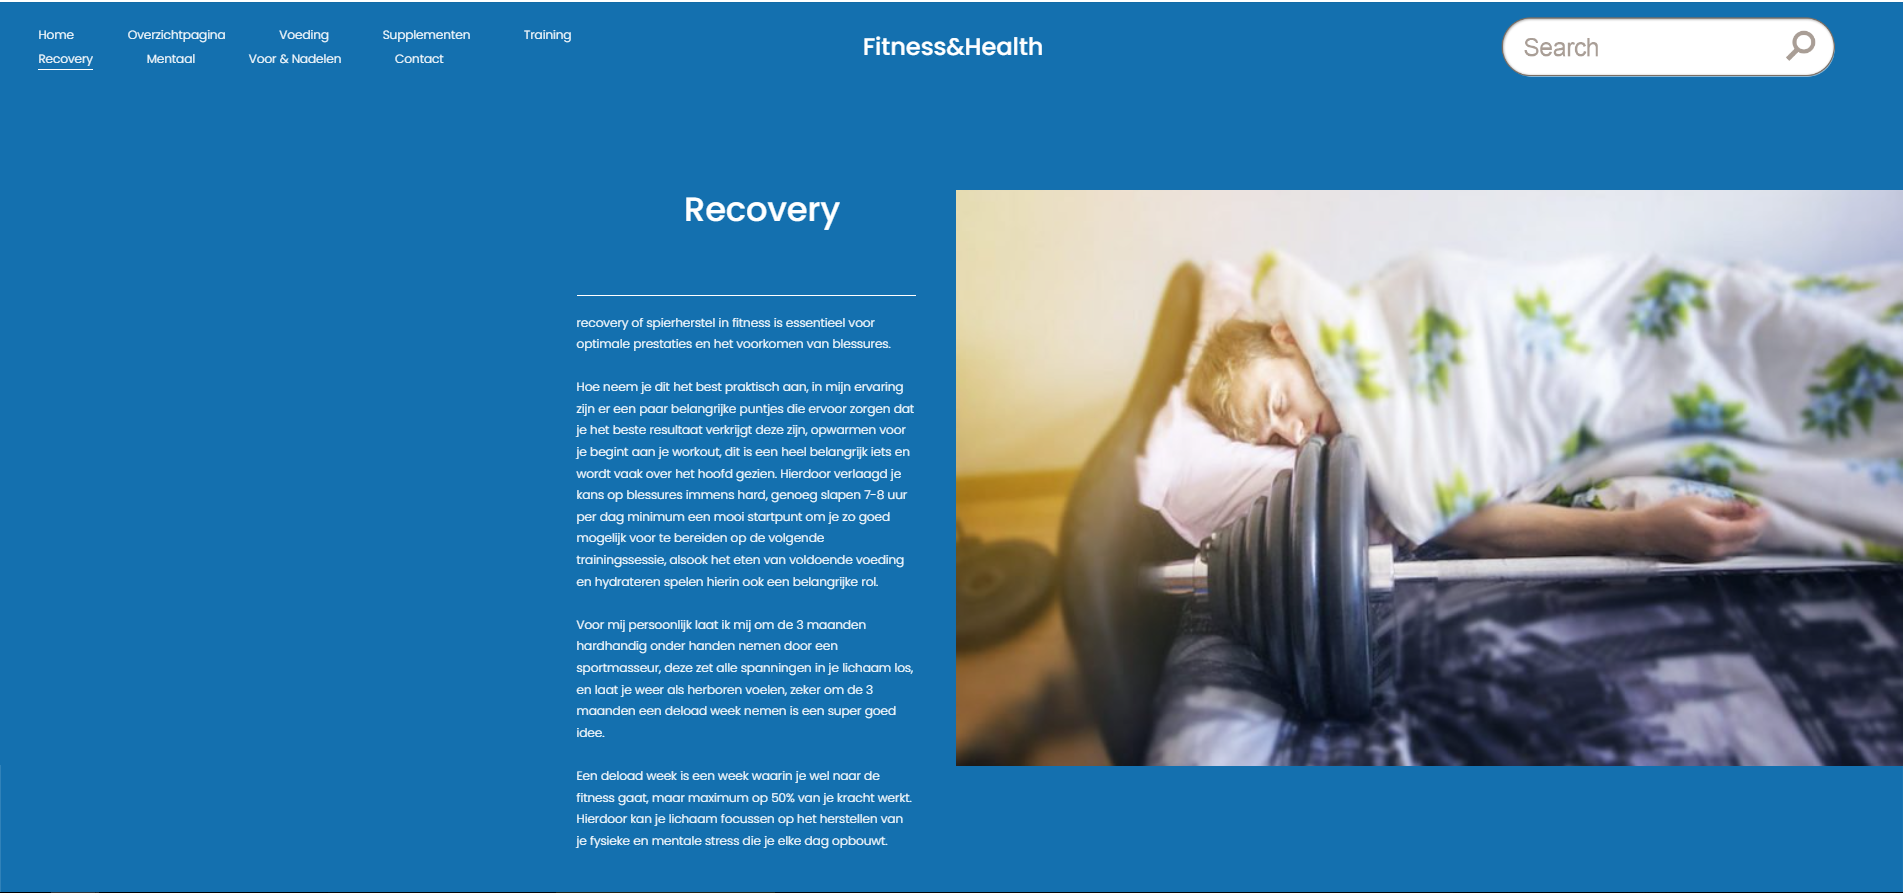 Home Overzichtpagina Voeding Supplementen Training
Recovery Mentaal Voor & Nadelen Contact
Fitness&Health
Search
Recovery
recovery of spierherstel in fitness is essentieel voor
optimale prestaties en het voorkomen van blessures.
Hoe neem je dit het best praktisch aan, in mijn ervaring
zijn er een paar belangrijke puntjes die ervoor zorgen dat
je het beste resultaat verkrijgt deze zijn, opwarmen voor
je begint aan je workout, dit is een heel belangrijk iets en
wordt vaak over het hoofd gezien. Hierdoor verlaagd je
kans op blessures immens hard, genoeg slapen 7-8 uur
per dag minimum een mooi startpunt om je zo goed
mogelijk voor te bereiden op de volgende
trainingssessie, alsook het eten van voldoende voeding
en hydrateren spelen hierin ook een belangrijke rol.
Voor mij persoonlijk laat ik mij om de 3 maanden
hardhandig onder handen nemen door een
sportmasseur, deze zet alle spanningen in je lichaam los,
en laat je weer als herboren voelen, zeker om de 3
maanden een deload week nemen is een super goed
idee.
Een deload week is een week waarin je wel naar de
fitness gaat, maar maximum op 50% van je kracht werkt.
Hierdoor kan je lichaam focussen op het herstellen van
je fysieke en mentale stress die je elke dag opbouwt.